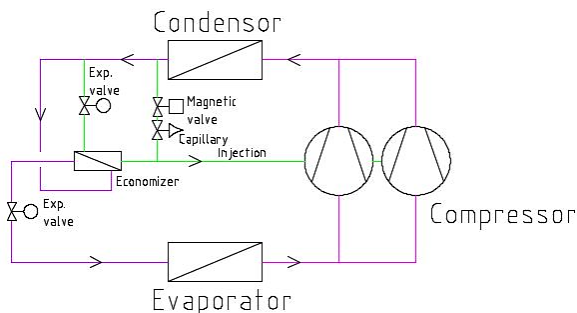 Condensor
Exp.
valve
Magnetic
valve
Capillary
Injection
Economizer
Exp.
valve
Compressor
Evaporator